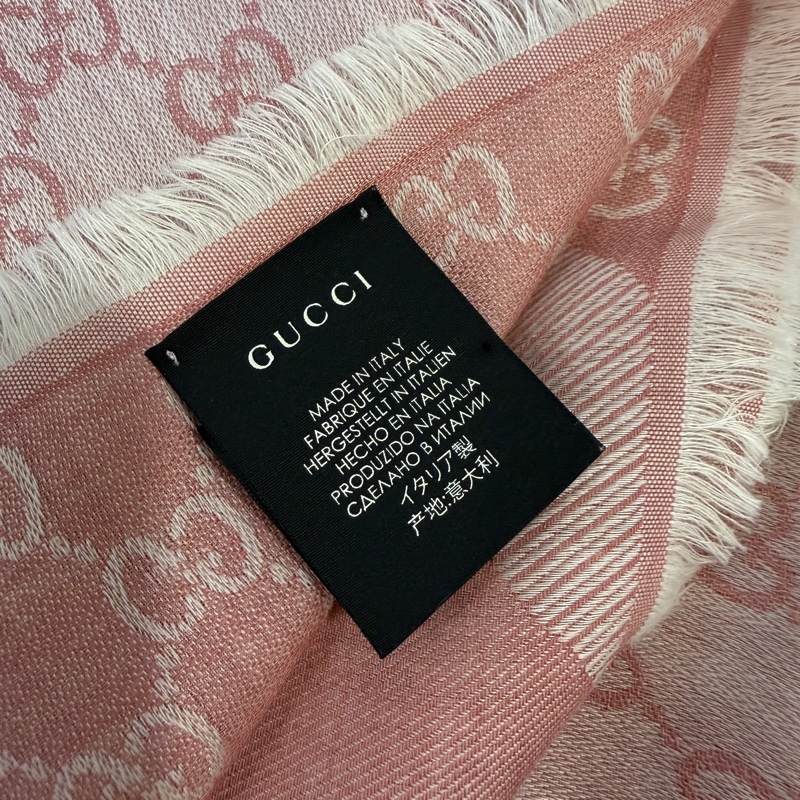 GUCCI
MADE IN ITALY
FABRIQUE EN ITALIE
HERGESTELLT IN ITALIEN
HECHO EN ITALIA
PRODUZIDO NA ITALIA
СДЕЛАНО В ИТАЛИИ
イタリア製
产地:意大利